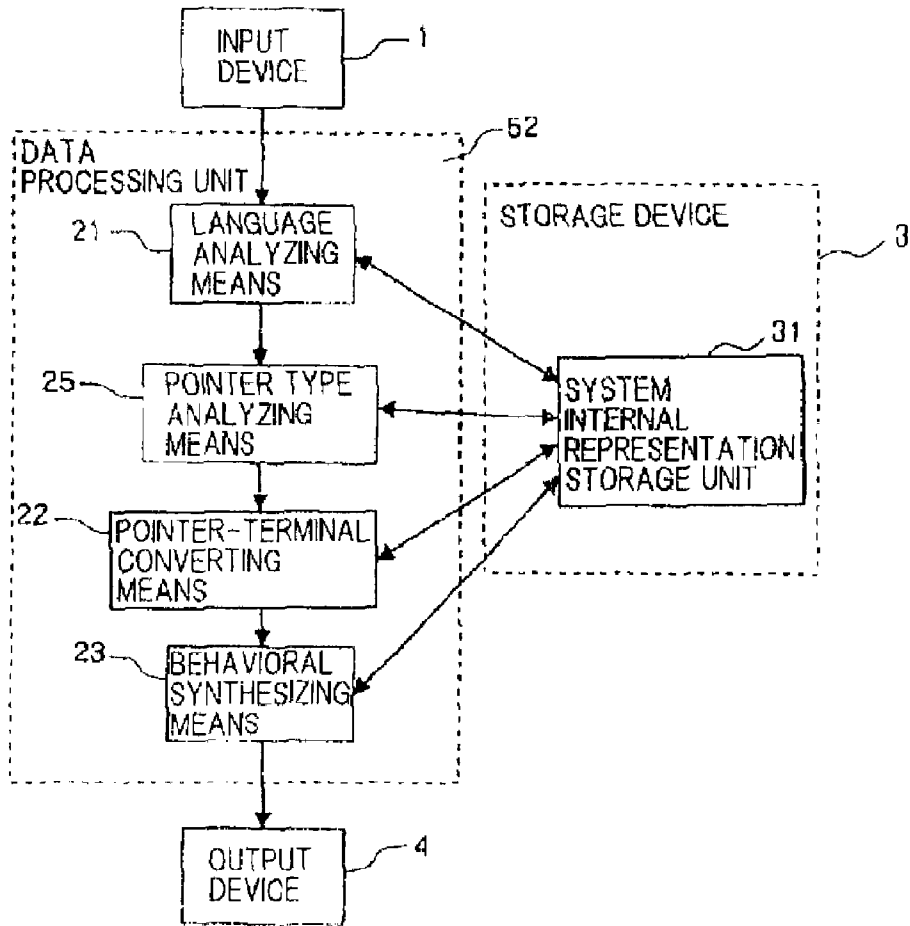 INPUT
DEVICE
1
DATA
PROCESSING UNIT
52
21
LANGUAGE
ANALYZING
MEANS
STORAGE DEVICE
3
31
25
POINTER TYPE
ANALYZING
MEANS
SYSTEM
INTERNAL
REPRESENTATION
STORAGE UNIT
22
POINTER-TERMINAL
CONVERTING
MEANS
23
BEHAVIORAL
SYNTHESIZING
MEANS
OUTPUT
DEVICE
4